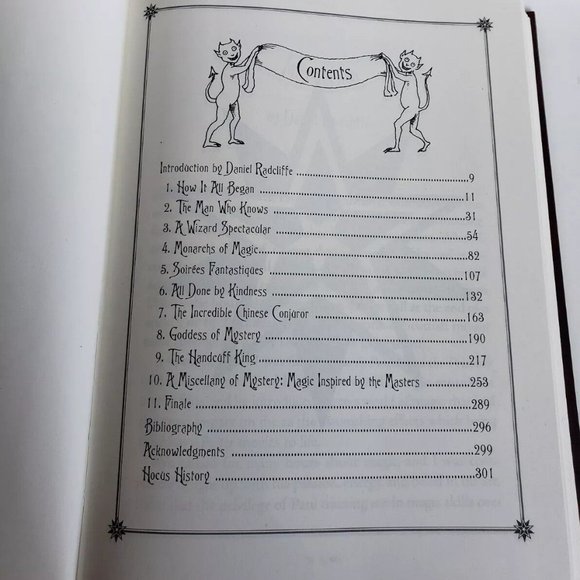 Contents
Introduction by Daniel Radcliffe ........ 9
1. How It All Began ........ 11
2. The Man Who Knows ........ 31
3. A Wizard Spectacular ........ 54
4. Monarchs of Magic ........ 82
5. Soirées Fantastiques ........ 107
6. All Done by Kindness ........ 132
7. The Incredible Chinese Conjuror ........ 163
8. Goddess of Mystery ........ 190
9. The Handcuff King ........ 217
10. A Miscellany of Mystery: Magic Inspired by the Masters ........ 253
11. Finale ........ 289
Bibliography ........ 296
Acknowledgments ........ 299
Hocus History ........ 301